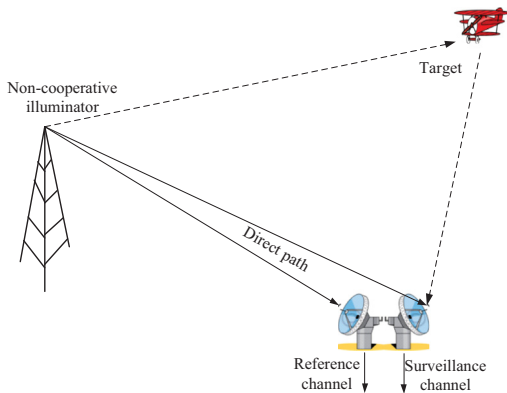 Target
Non-cooperative
illuminator
Direct path
Reference
channel
Surveillance
channel